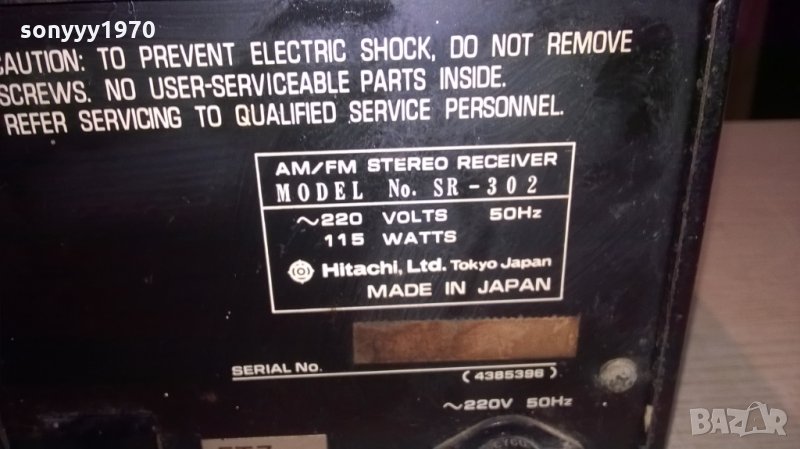 sonyyy1970
CAUTION: TO PREVENT ELECTRIC SHOCK, DO NOT REMOVE
SCREWS. NO USER-SERVICEABLE PARTS INSIDE.
REFER SERVICING TO QUALIFIED SERVICE PERSONNEL.
AM/FM STEREO RECEIVER
MODEL No. SR-302
~220 VOLTS 50Hz
115 WATTS
Hitachi, Ltd. Tokyo Japan
MADE IN JAPAN
SERIAL No.
(4385398)
~220V 50Hz
BAZAR
bg